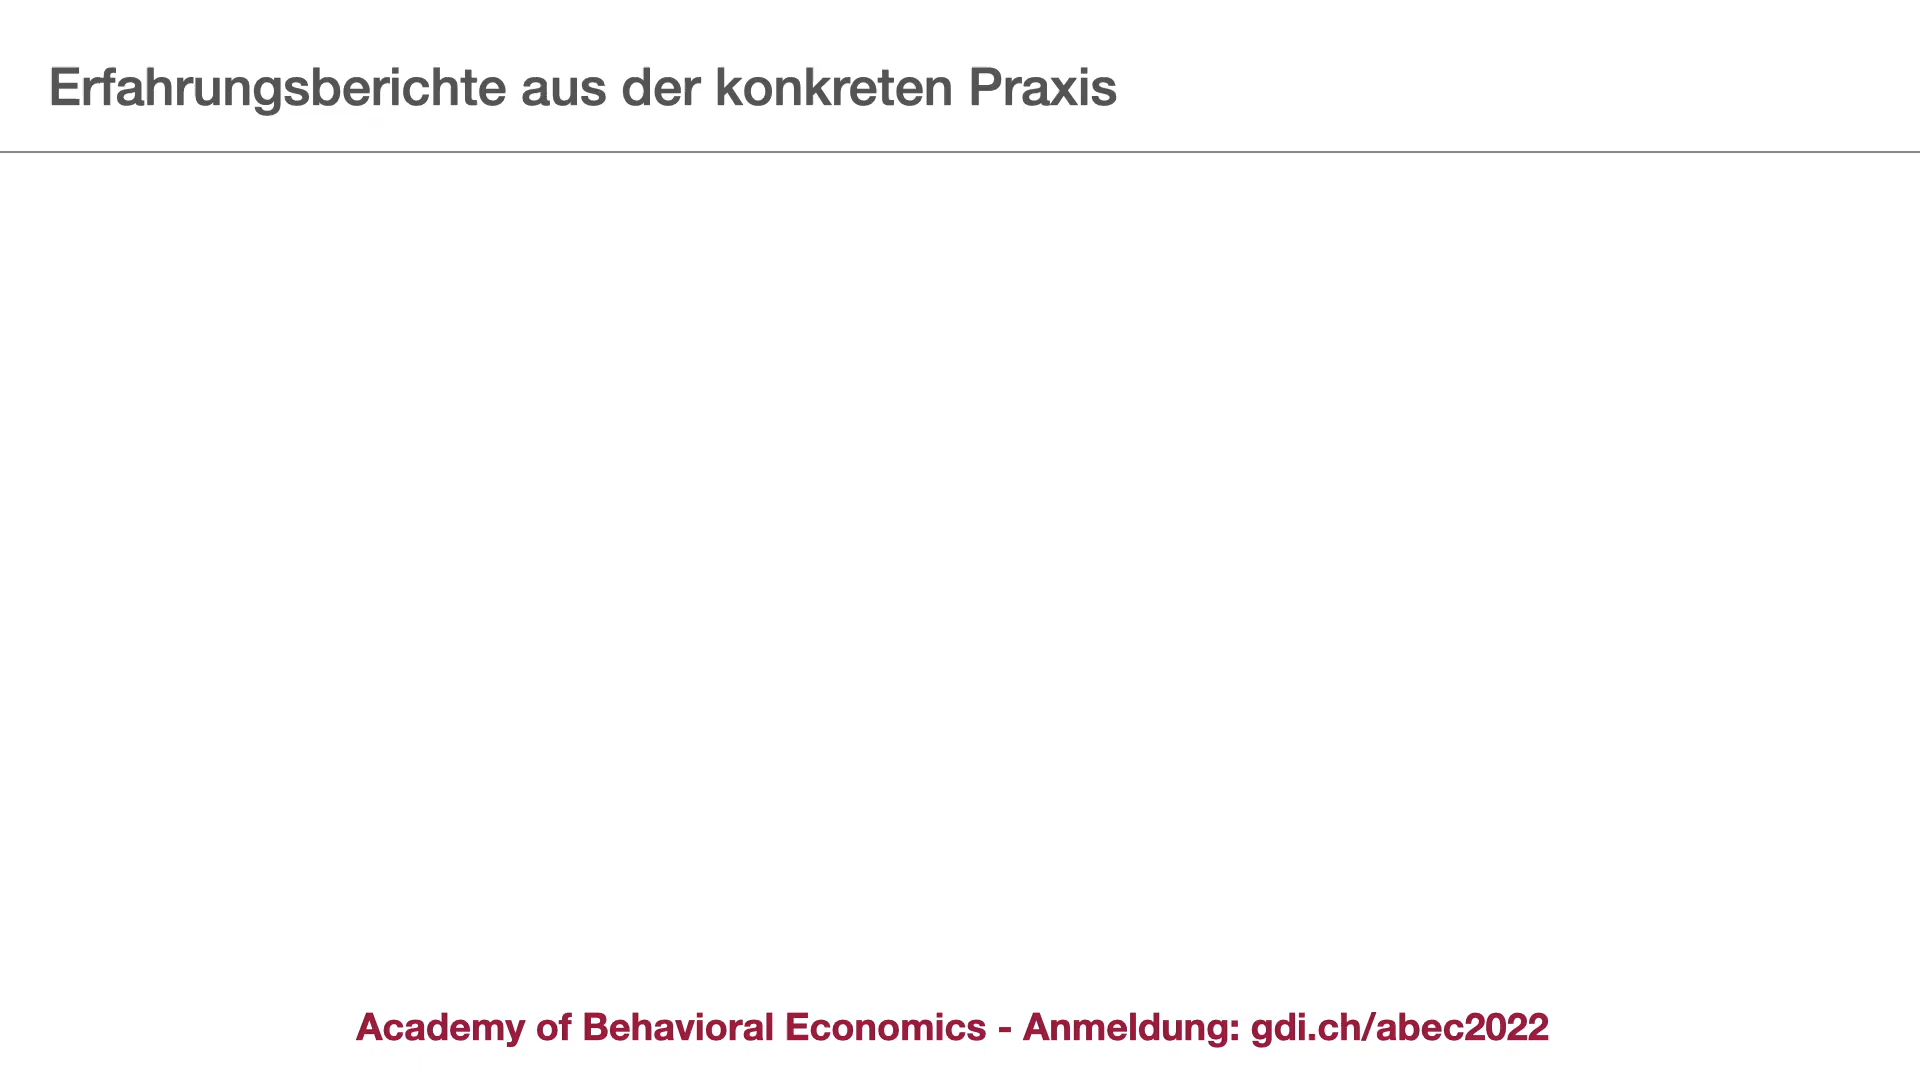 Erfahrungsberichte aus der konkreten Praxis
Academy of Behavioral Economics - Anmeldung: gdi.ch/abec2022